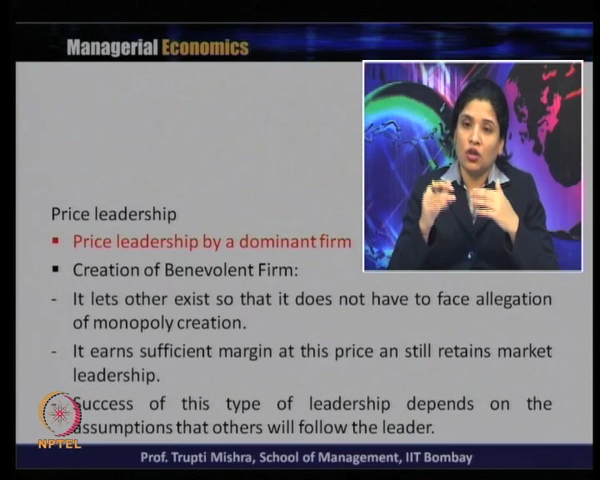 Managerial Economics
Price leadership
▪ Price leadership by a dominant firm
▪ Creation of Benevolent Firm:
- It lets other exist so that it does not have to face allegation
of monopoly creation.
- It earns sufficient margin at this price an still retains market
leadership.
Success of this type of leadership depends on the
assumptions that others will follow the leader.
NPTEL
Prof. Trupti Mishra, School of Management, IIT Bombay